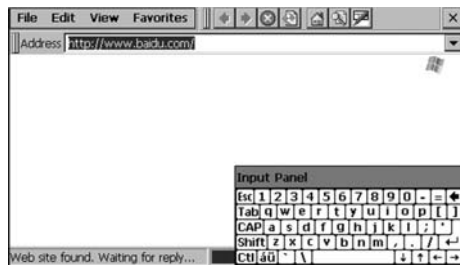 File Edit View Favorites
Address http://www.baidu.com/
Input Panel
Esc 1 2 3 4 5 6 7 8 9 0 - =
Tab q w e r t y u i o p [ ]
CAP a s d f g h j k l ; '
Shift z x c v b n m , . /
Ctl áü ` \
Web site found. Waiting for reply...